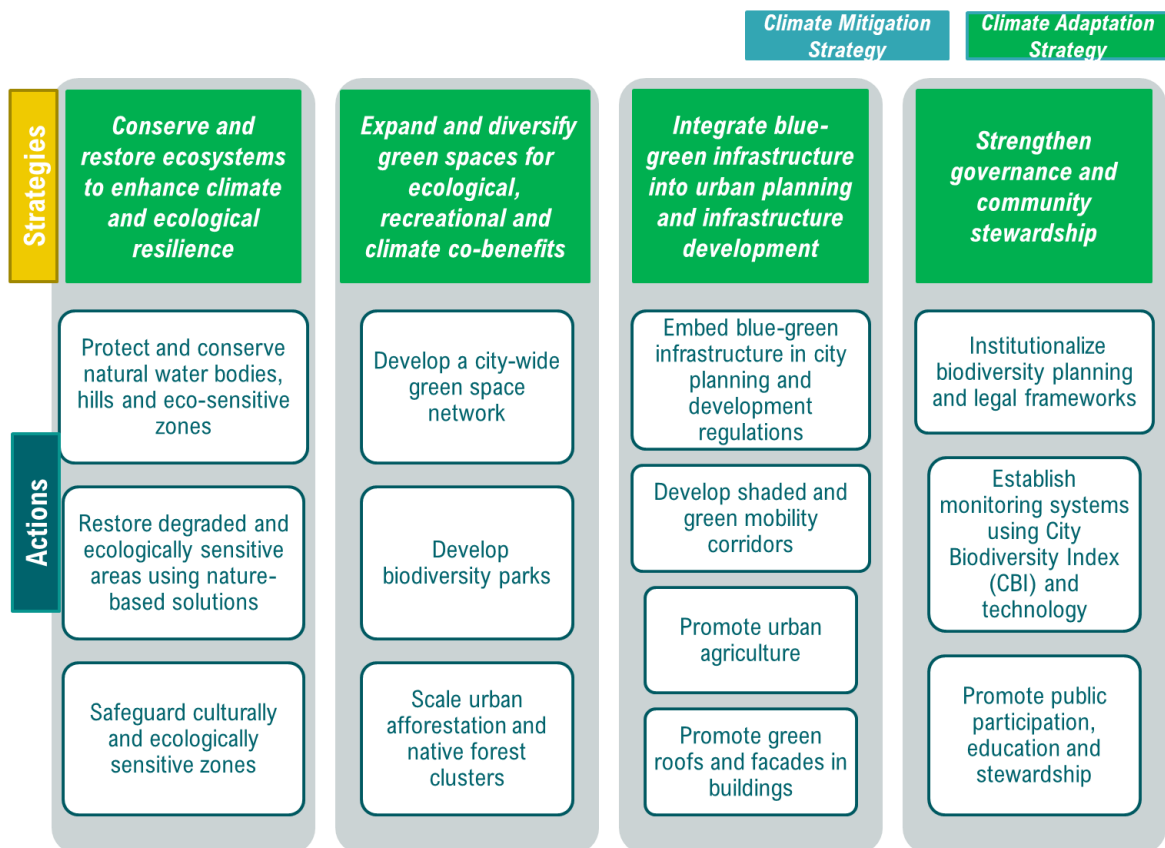 Climate Mitigation
Strategy
Climate Adaptation
Strategy
Strategies
Conserve and
restore ecosystems
to enhance climate
and ecological
resilience
Expand and diversify
green spaces for
ecological,
recreational and
climate co-benefits
Integrate blue-
green infrastructure
into urban planning
and infrastructure
development
Strengthen
governance and
community
stewardship
Actions
Protect and conserve
natural water bodies,
hills and eco-sensitive
zones
Restore degraded and
ecologically sensitive
areas using nature-
based solutions
Safeguard culturally
and ecologically
sensitive zones
Develop a city-wide
green space
network
Develop
biodiversity parks
Scale urban
afforestation and
native forest
clusters
Embed blue-green
infrastructure in city
planning and
development
regulations
Develop shaded and
green mobility
corridors
Promote urban
agriculture
Promote green
roofs and facades in
buildings
Institutionalize
biodiversity planning
and legal frameworks
Establish
monitoring systems
using City
Biodiversity Index
(CBI) and
technology
Promote public
participation,
education and
stewardship